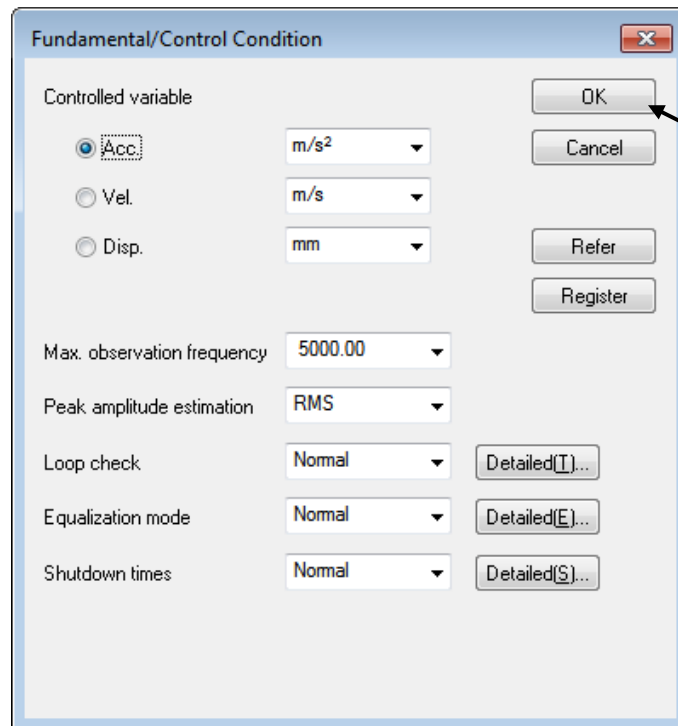 Fundamental/Control Condition
Controlled variable
OK
Acc. m/s²
Cancel
Vel. m/s
Disp. mm
Refer
Register
Max. observation frequency 5000.00
Peak amplitude estimation RMS
Loop check Normal Detailed(T)...
Equalization mode Normal Detailed(E)...
Shutdown times Normal Detailed(S)...